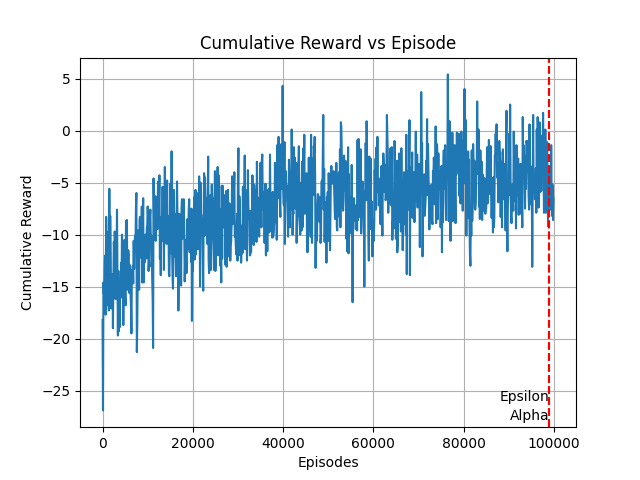 Cumulative Reward vs Episode
Cumulative Reward
5
0
−5
−10
−15
−20
−25
Epsilon
Alpha
0 20000 40000 60000 80000 100000
Episodes